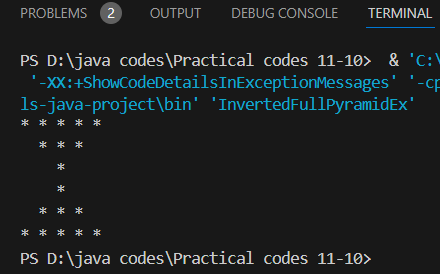 PROBLEMS 2 OUTPUT DEBUG CONSOLE TERMINAL
PS D:\java codes\Practical codes 11-10>  & 'C:\
 '-XX:+ShowCodeDetailsInExceptionMessages' '-cp
ls-java-project\bin' 'InvertedFullPyramidEx'
* * * * *
  * * *
    *
    *
  * * *
* * * * *
PS D:\java codes\Practical codes 11-10>